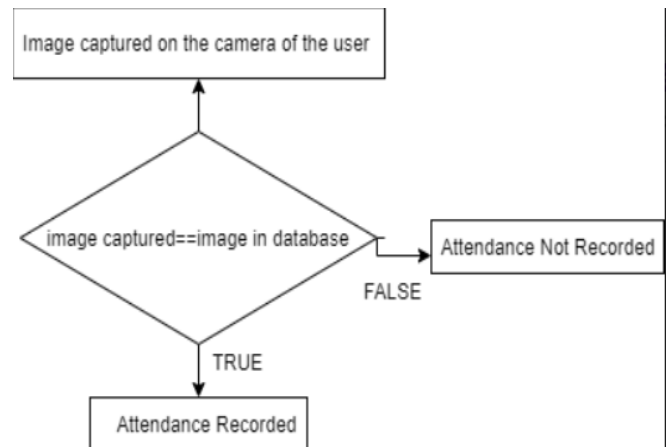 Image captured on the camera of the user
image captured==image in database
Attendance Not Recorded
FALSE
TRUE
Attendance Recorded